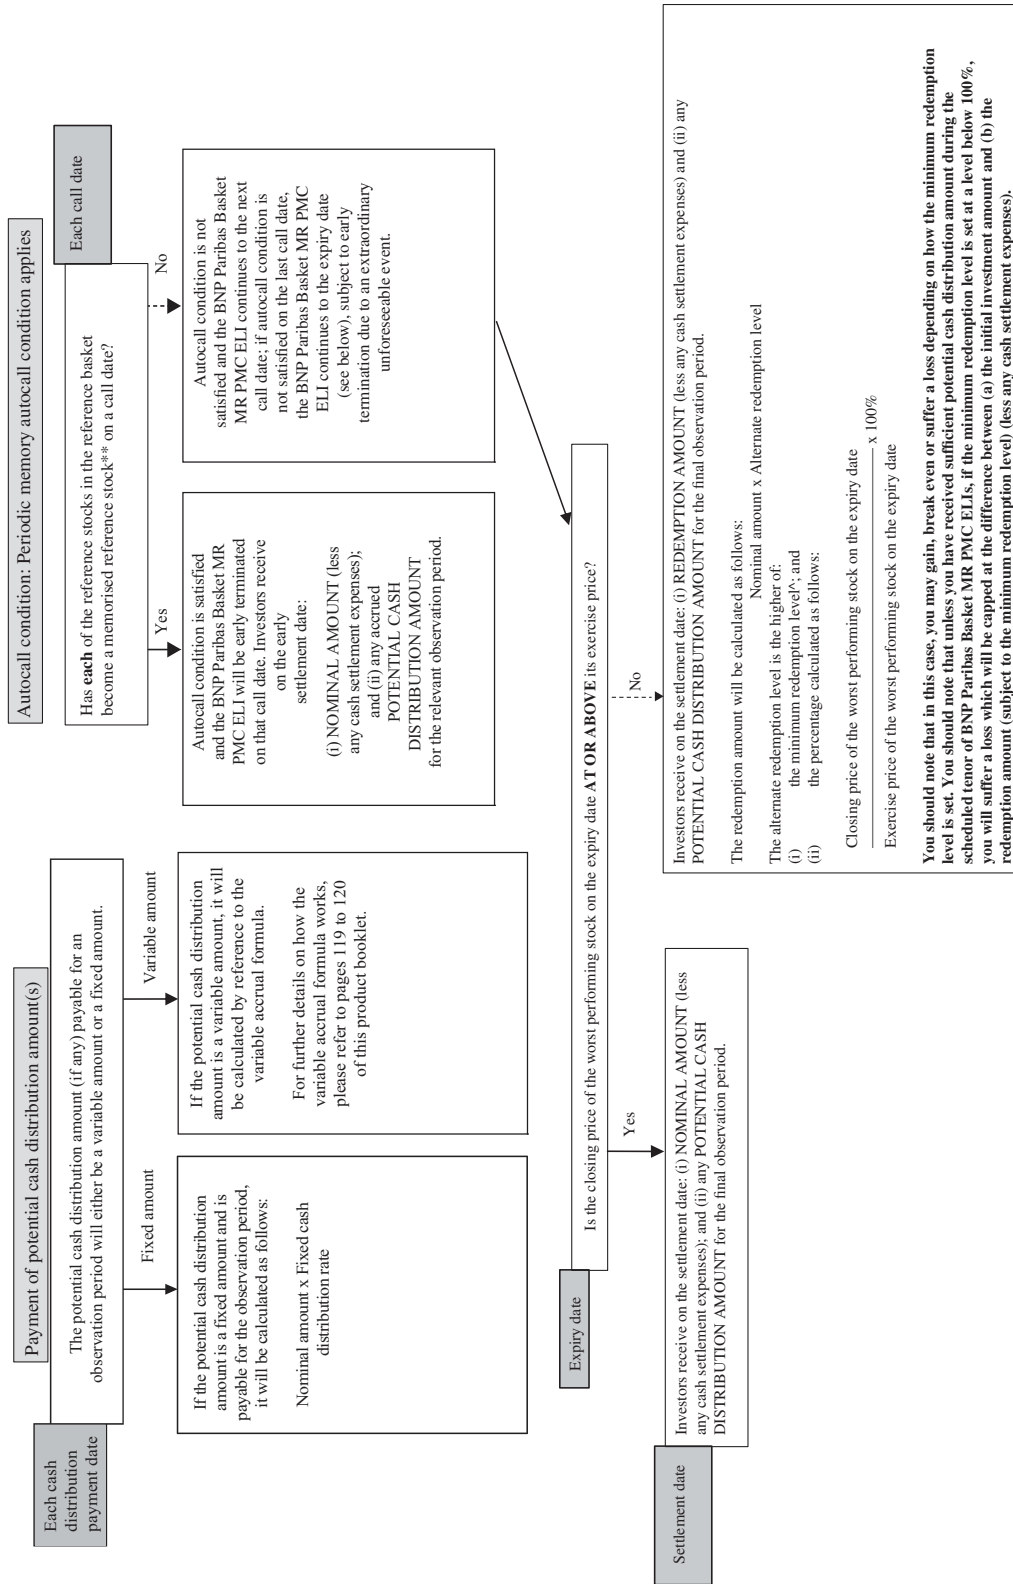 Payment of potential cash distribution amount(s)
Each cash
distribution
payment date
The potential cash distribution amount (if any) payable for an
observation period will either be a variable amount or a fixed amount.
Fixed amount
Variable amount
If the potential cash distribution
amount is a fixed amount and is
payable for the observation period,
it will be calculated as follows:
Nominal amount x Fixed cash
distribution rate
If the potential cash distribution
amount is a variable amount, it will
be calculated by reference to the
variable accrual formula.
For further details on how the
variable accrual formula works,
please refer to pages 119 to 120
of this product booklet.
Autocall condition: Periodic memory autocall condition applies
Each call date
Has each of the reference stocks in the reference basket
become a memorised reference stock** on a call date?
Yes
No
Autocall condition is satisfied
and the BNP Paribas Basket MR
PMC ELI will be early terminated
on that call date. Investors receive
on the early
settlement date:
(i) NOMINAL AMOUNT (less
any cash settlement expenses);
and (ii) any accrued
POTENTIAL CASH
DISTRIBUTION AMOUNT
for the relevant observation period.
Autocall condition is not
satisfied and the BNP Paribas Basket
MR PMC ELI continues to the next
call date; if autocall condition is
not satisfied on the last call date,
the BNP Paribas Basket MR PMC
ELI continues to the expiry date
(see below), subject to early
termination due to an extraordinary
unforeseeable event.
Expiry date
Is the closing price of the worst performing stock on the expiry date AT OR ABOVE its exercise price?
Yes
No
Settlement date
Investors receive on the settlement date: (i) NOMINAL AMOUNT (less
any cash settlement expenses); and (ii) any POTENTIAL CASH
DISTRIBUTION AMOUNT for the final observation period.
Investors receive on the settlement date: (i) REDEMPTION AMOUNT (less any cash settlement expenses) and (ii) any
POTENTIAL CASH DISTRIBUTION AMOUNT for the final observation period.
The redemption amount will be calculated as follows:
Nominal amount x Alternate redemption level
The alternate redemption level is the higher of:
(i) the minimum redemption level^; and
(ii) the percentage calculated as follows:
Closing price of the worst performing stock on the expiry date
x 100%
Exercise price of the worst performing stock on the expiry date
You should note that in this case, you may gain, break even or suffer a loss depending on how the minimum redemption
level is set. You should note that unless you have received sufficient potential cash distribution amount during the
scheduled tenor of BNP Paribas Basket MR PMC ELIs, if the minimum redemption level is set at a level below 100%,
you will suffer a loss which will be capped at the difference between (a) the initial investment amount and (b) the
redemption amount (subject to the minimum redemption level) (less any cash settlement expenses).